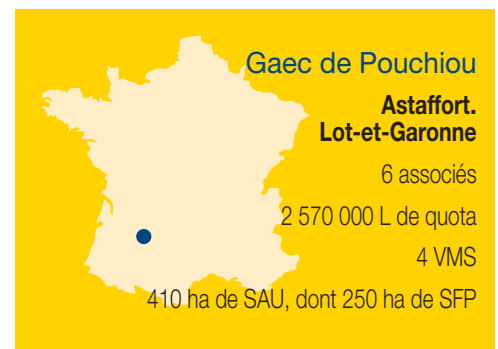 Gaec de Pouchiou
Astaffort.
Lot-et-Garonne
6 associés
2 570 000 L de quota
4 VMS
410 ha de SAU, dont 250 ha de SFP